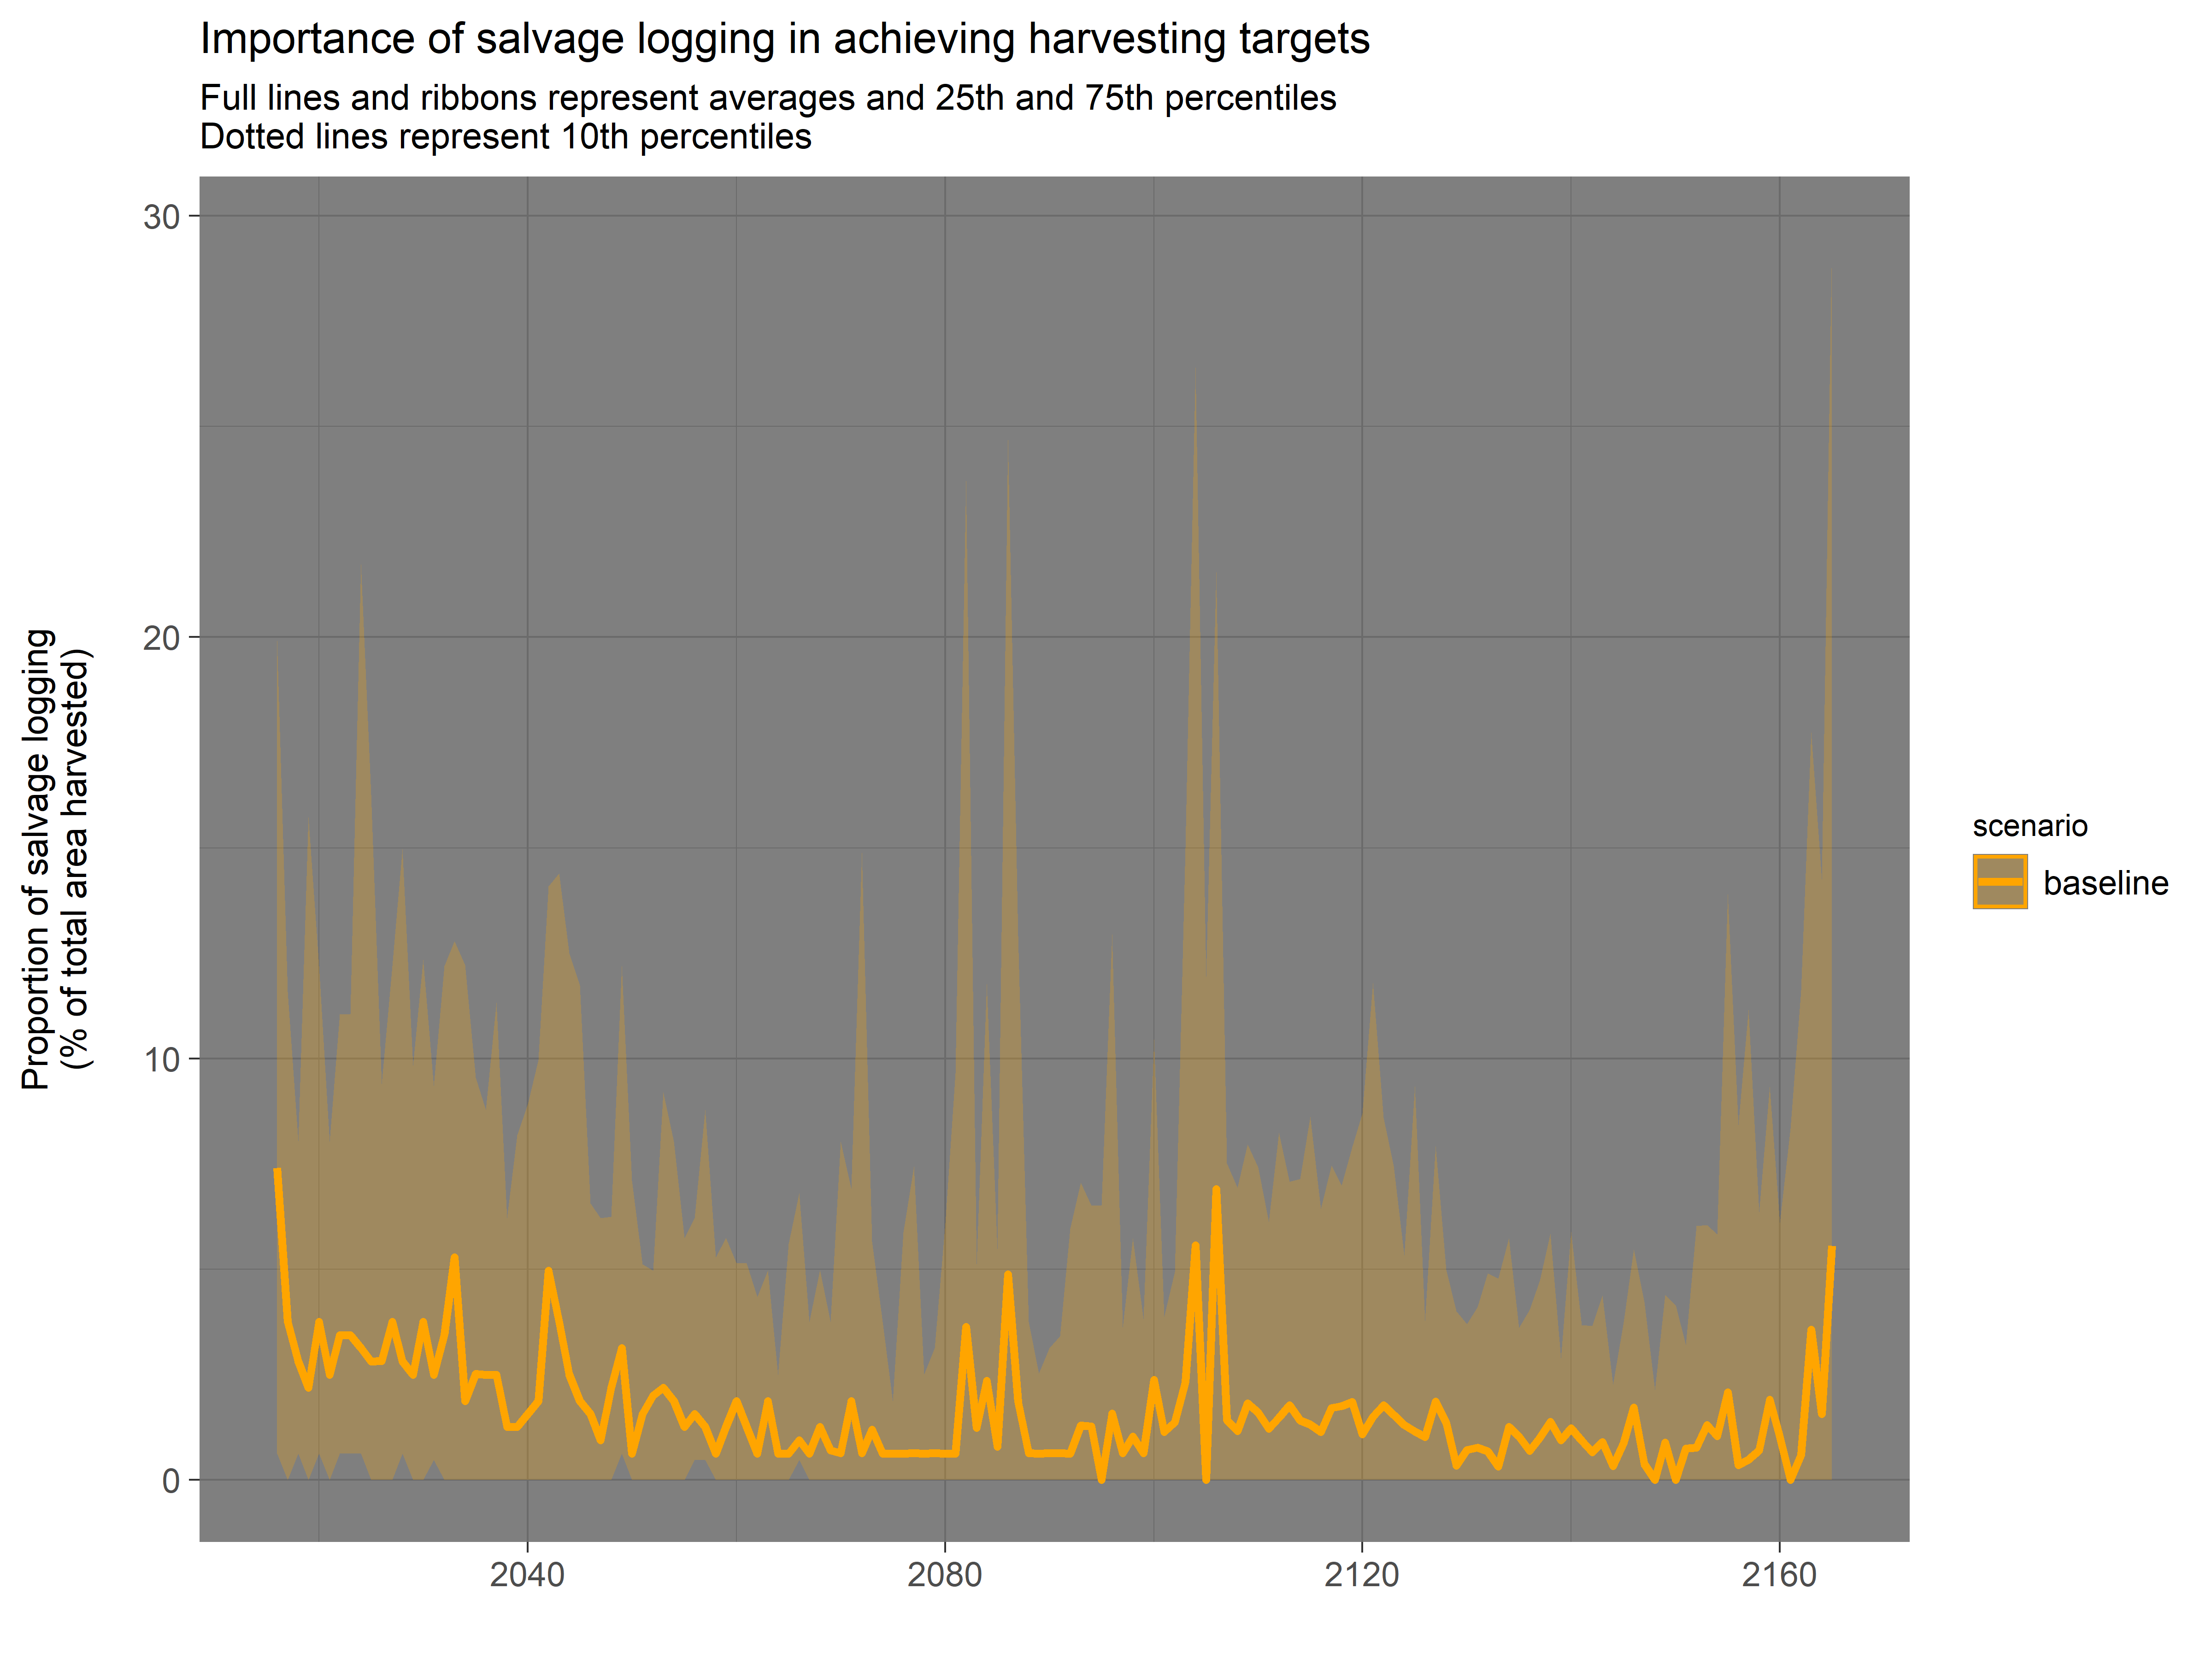 Importance of salvage logging in achieving harvesting targets
Full lines and ribbons represent averages and 25th and 75th percentiles
Dotted lines represent 10th percentiles
Proportion of salvage logging
(% of total area harvested)
30
20
10
0
2040
2080
2120
2160
scenario
baseline